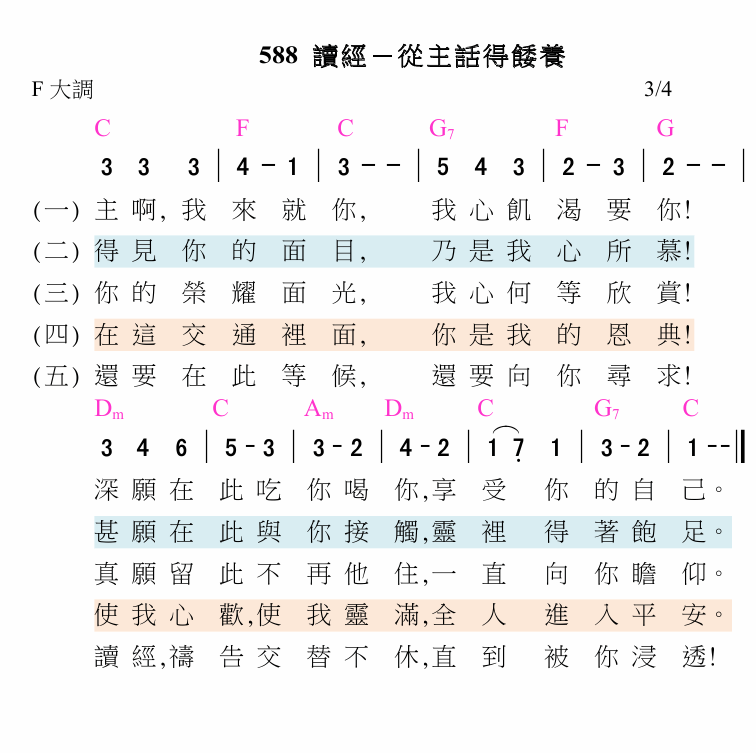 588 讀經－從主話得餧養
F 大調 3/4
C F C G7 F G
3 3 3 | 4 - 1 | 3 - - | 5 4 3 | 2 - 3 | 2 - - |
(一) 主啊, 我來就你, 我心飢渴要你!
(二) 得見你的面目, 乃是我心所慕!
(三) 你的榮耀面光, 我心何等欣賞!
(四) 在這交通裡面, 你是我的恩典!
(五) 還要在此等候, 還要向你尋求!
Dm C Am Dm C G7 C
3 4 6 | 5 - 3 | 3 - 2 | 4 - 2 | 1 7̣ 1 | 3 - 2 | 1 - - ||
深願在此吃你喝你,享受你的自己。
甚願在此與你接觸,靈裡得著飽足。
真願留此不再他住,一直向你瞻仰。
使我心歡,使我靈滿,全人進入平安。
讀經,禱告交替不休,直到被你浸透!